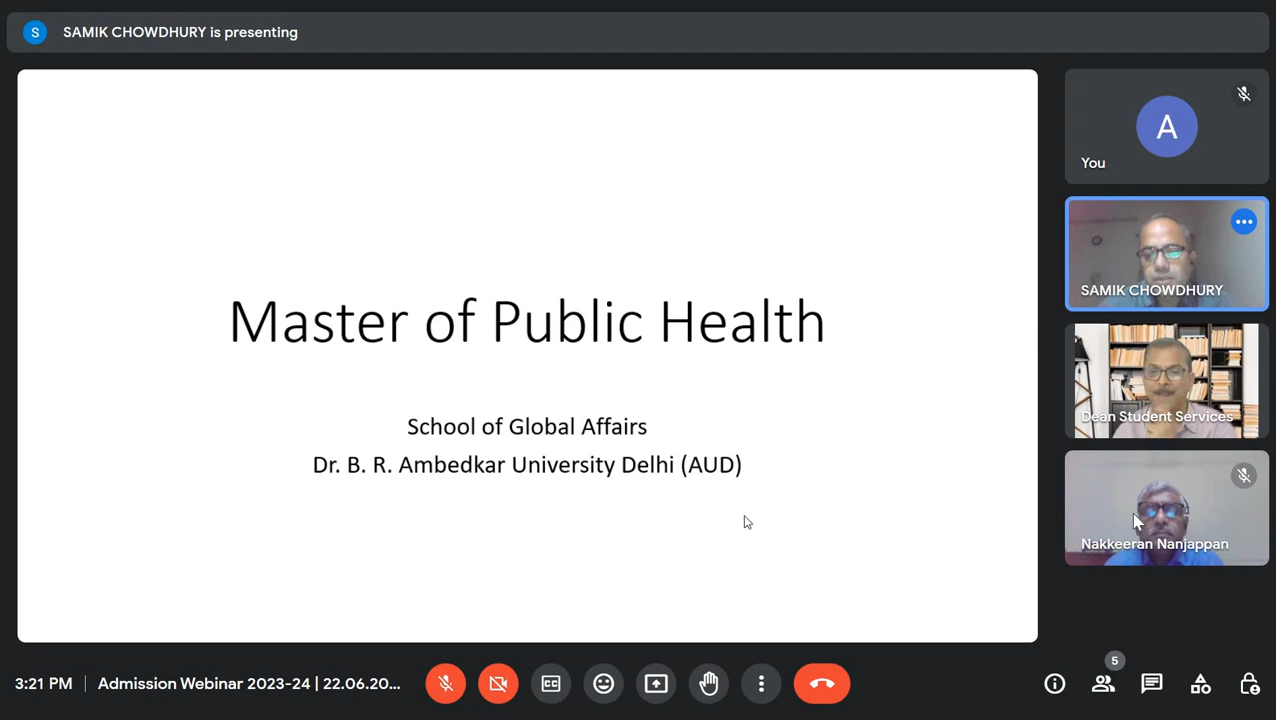 S SAMIK CHOWDHURY is presenting
Master of Public Health
School of Global Affairs
Dr. B. R. Ambedkar University Delhi (AUD)
A
You
SAMIK CHOWDHURY
Dean Student Services
Nakkeeran Nanjappan
3:21 PM | Admission Webinar 2023-24 | 22.06.20...
CC
5